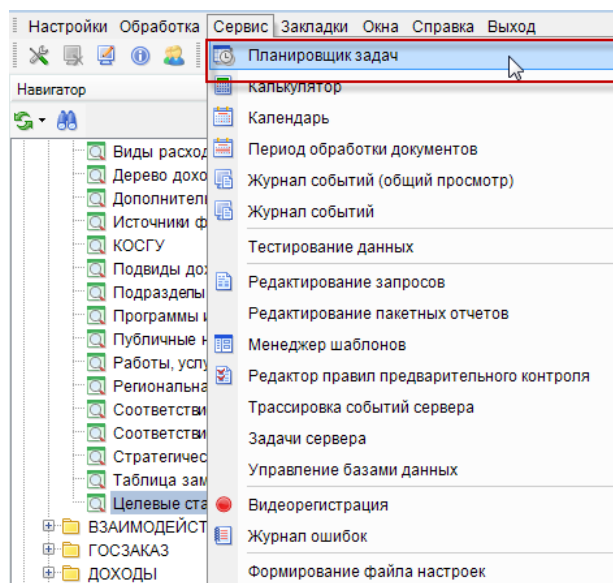 Настройки Обработка Сервис Закладки Окна Справка Выход
Планировщик задач
Навигатор
Калькулятор
Календарь
Виды расход
Период обработки документов
Дерево дохо
Журнал событий (общий просмотр)
Дополнител
Источники ф
Журнал событий
КОСГУ
Тестирование данных
Подвиды до
Редактирование запросов
Подразделы
Программы и
Редактирование пакетных отчетов
Публичные н
Менеджер шаблонов
Работы, услу
Региональна
Редактор правил предварительного контроля
Соответстви
Трассировка событий сервера
Соответстви
Задачи сервера
Стратегичес
Управление базами данных
Таблица зам
Целевые ста
Видеорегистрация
ВЗАИМОДЕЙСТ
Журнал ошибок
ГОСЗАКАЗ
ДОХОДЫ
Формирование файла настроек